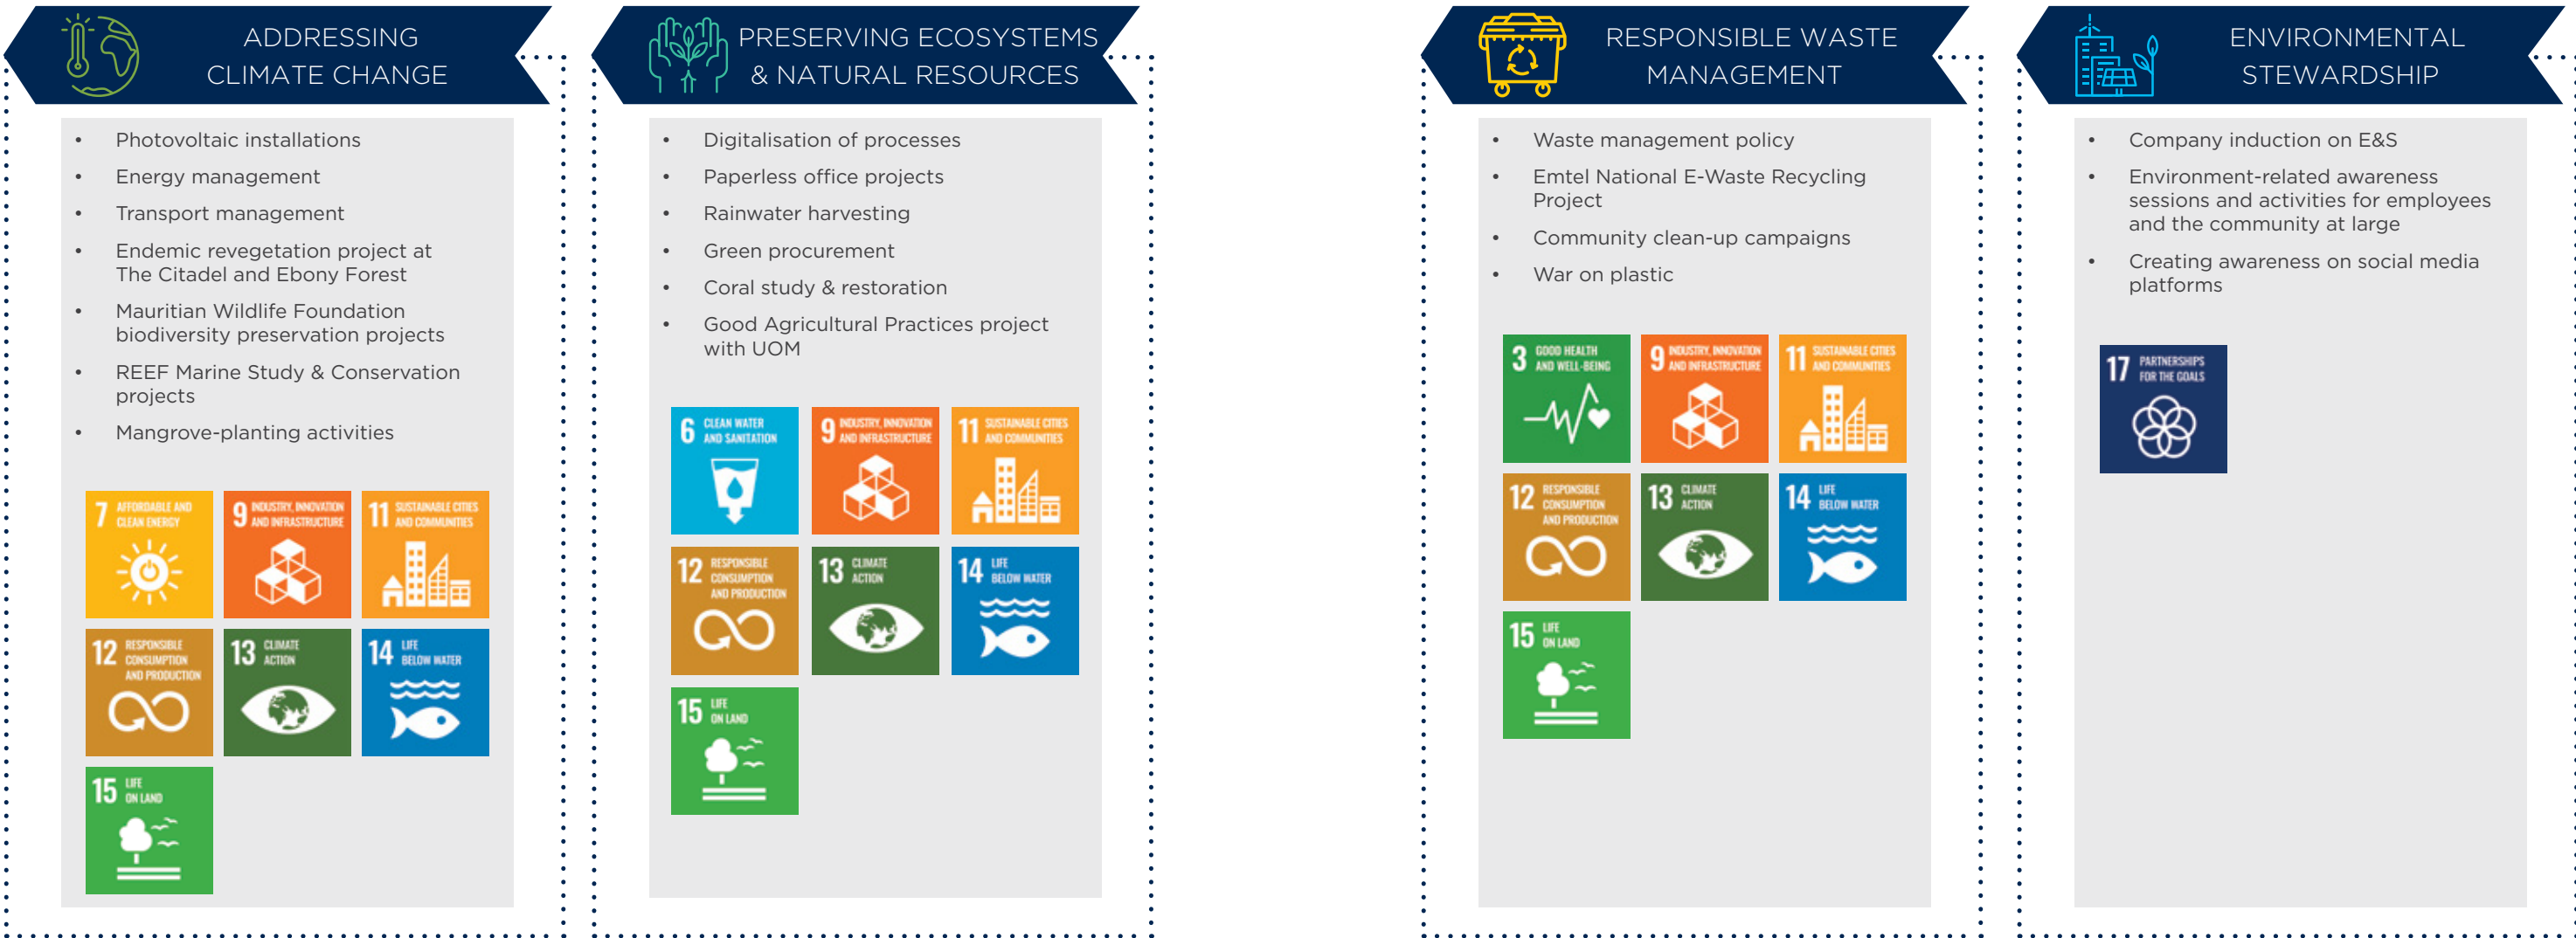 ADDRESSING
CLIMATE CHANGE
• Photovoltaic installations
• Energy management
• Transport management
• Endemic revegetation project at
The Citadel and Ebony Forest
• Mauritian Wildlife Foundation
biodiversity preservation projects
• REEF Marine Study & Conservation
projects
• Mangrove-planting activities
7 AFFORDABLE AND
CLEAN ENERGY
9 INDUSTRY, INNOVATION
AND INFRASTRUCTURE
11 SUSTAINABLE CITIES
AND COMMUNITIES
12 RESPONSIBLE
CONSUMPTION
AND PRODUCTION
13 CLIMATE
ACTION
14 LIFE
BELOW WATER
15 LIFE
ON LAND
PRESERVING ECOSYSTEMS
& NATURAL RESOURCES
• Digitalisation of processes
• Paperless office projects
• Rainwater harvesting
• Green procurement
• Coral study & restoration
• Good Agricultural Practices project
with UOM
6 CLEAN WATER
AND SANITATION
9 INDUSTRY, INNOVATION
AND INFRASTRUCTURE
11 SUSTAINABLE CITIES
AND COMMUNITIES
12 RESPONSIBLE
CONSUMPTION
AND PRODUCTION
13 CLIMATE
ACTION
14 LIFE
BELOW WATER
15 LIFE
ON LAND
RESPONSIBLE WASTE
MANAGEMENT
• Waste management policy
• Emtel National E-Waste Recycling
Project
• Community clean-up campaigns
• War on plastic
3 GOOD HEALTH
AND WELL-BEING
9 INDUSTRY, INNOVATION
AND INFRASTRUCTURE
11 SUSTAINABLE CITIES
AND COMMUNITIES
12 RESPONSIBLE
CONSUMPTION
AND PRODUCTION
13 CLIMATE
ACTION
14 LIFE
BELOW WATER
15 LIFE
ON LAND
ENVIRONMENTAL
STEWARDSHIP
• Company induction on E&S
• Environment-related awareness
sessions and activities for employees
and the community at large
• Creating awareness on social media
platforms
17 PARTNERSHIPS
FOR THE GOALS